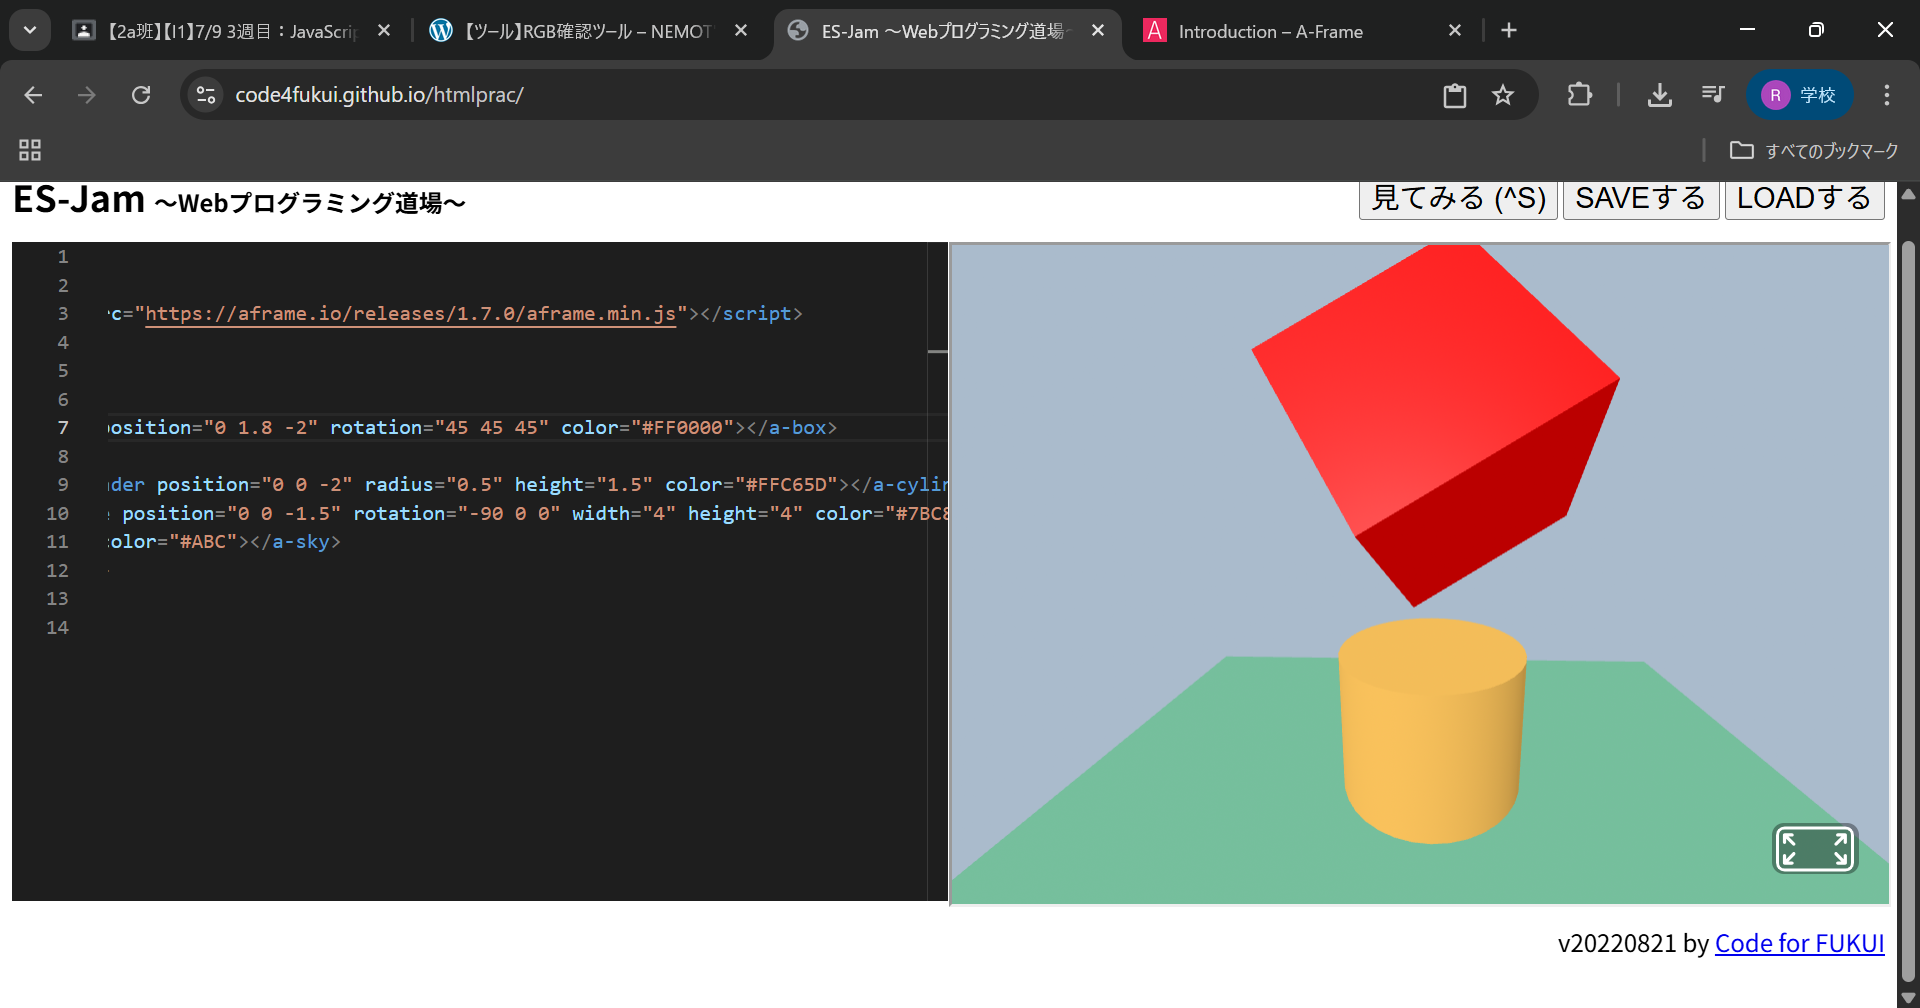 【2a班】【I1】7/9 3週目：JavaScrip
【ツール】RGB確認ツール – NEMOT
ES-Jam 〜Webプログラミング道場〜
Introduction – A-Frame
code4fukui.github.io/htmlprac/
R 学校
すべてのブックマーク
ES-Jam 〜Webプログラミング道場〜
見てみる (^S) SAVEする LOADする
1
2
3 rc="https://aframe.io/releases/1.7.0/aframe.min.js"></script>
4
5
6
7 position="0 1.8 -2" rotation="45 45 45" color="#FF0000"></a-box>
8
9 nder position="0 0 -2" radius="0.5" height="1.5" color="#FFC65D"></a-cylin
10 position="0 0 -1.5" rotation="-90 0 0" width="4" height="4" color="#7BC8
11 color="#ABC"></a-sky>
12
13
14
v20220821 by Code for FUKUI